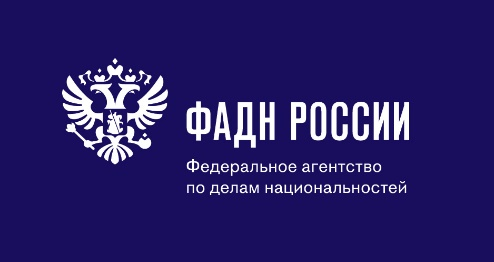 ФАДН РОССИИ
Федеральное агентство
по делам национальностей